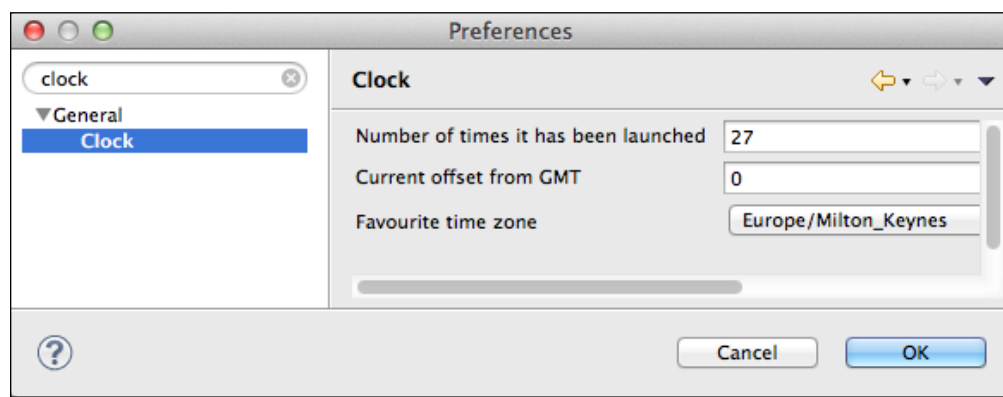 Preferences
clock
General
Clock
Clock
Number of times it has been launched 27
Current offset from GMT 0
Favourite time zone Europe/Milton_Keynes
?
Cancel OK